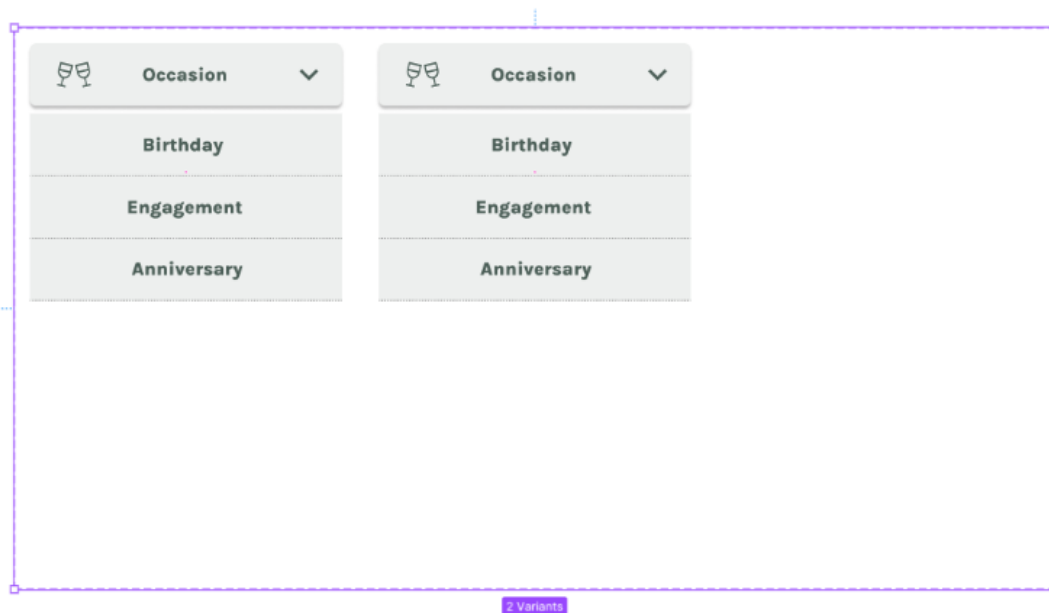 Occasion
Birthday
Engagement
Anniversary
Occasion
Birthday
Engagement
Anniversary
2 Variants